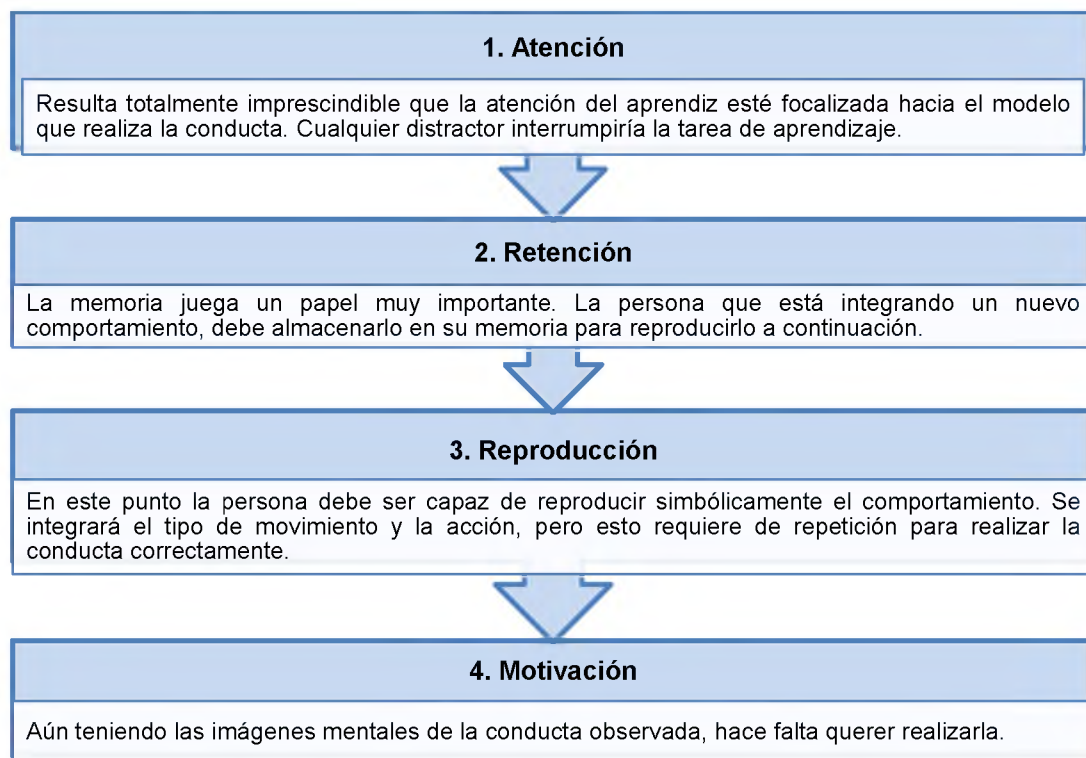 1. Atención
Resulta totalmente imprescindible que la atención del aprendiz esté focalizada hacia el modelo
que realiza la conducta. Cualquier distractor interrumpiría la tarea de aprendizaje.
2. Retención
La memoria juega un papel muy importante. La persona que está integrando un nuevo
comportamiento, debe almacenarlo en su memoria para reproducirlo a continuación.
3. Reproducción
En este punto la persona debe ser capaz de reproducir simbólicamente el comportamiento. Se
integrará el tipo de movimiento y la acción, pero esto requiere de repetición para realizar la
conducta correctamente.
4. Motivación
Aún teniendo las imágenes mentales de la conducta observada, hace falta querer realizarla.